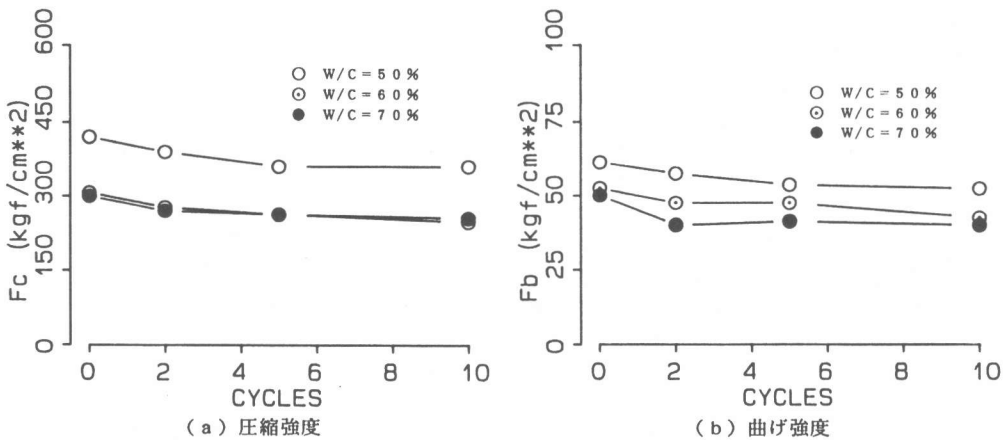 600
450
300
150
0
Fc (kgf/cm**2)
○ W/C=50%
⊙ W/C=60%
● W/C=70%
0 2 4 6 8 10
CYCLES
(a) 圧縮強度
100
75
50
25
0
Fb (kgf/cm**2)
○ W/C=50%
⊙ W/C=60%
● W/C=70%
0 2 4 6 8 10
CYCLES
(b) 曲げ強度